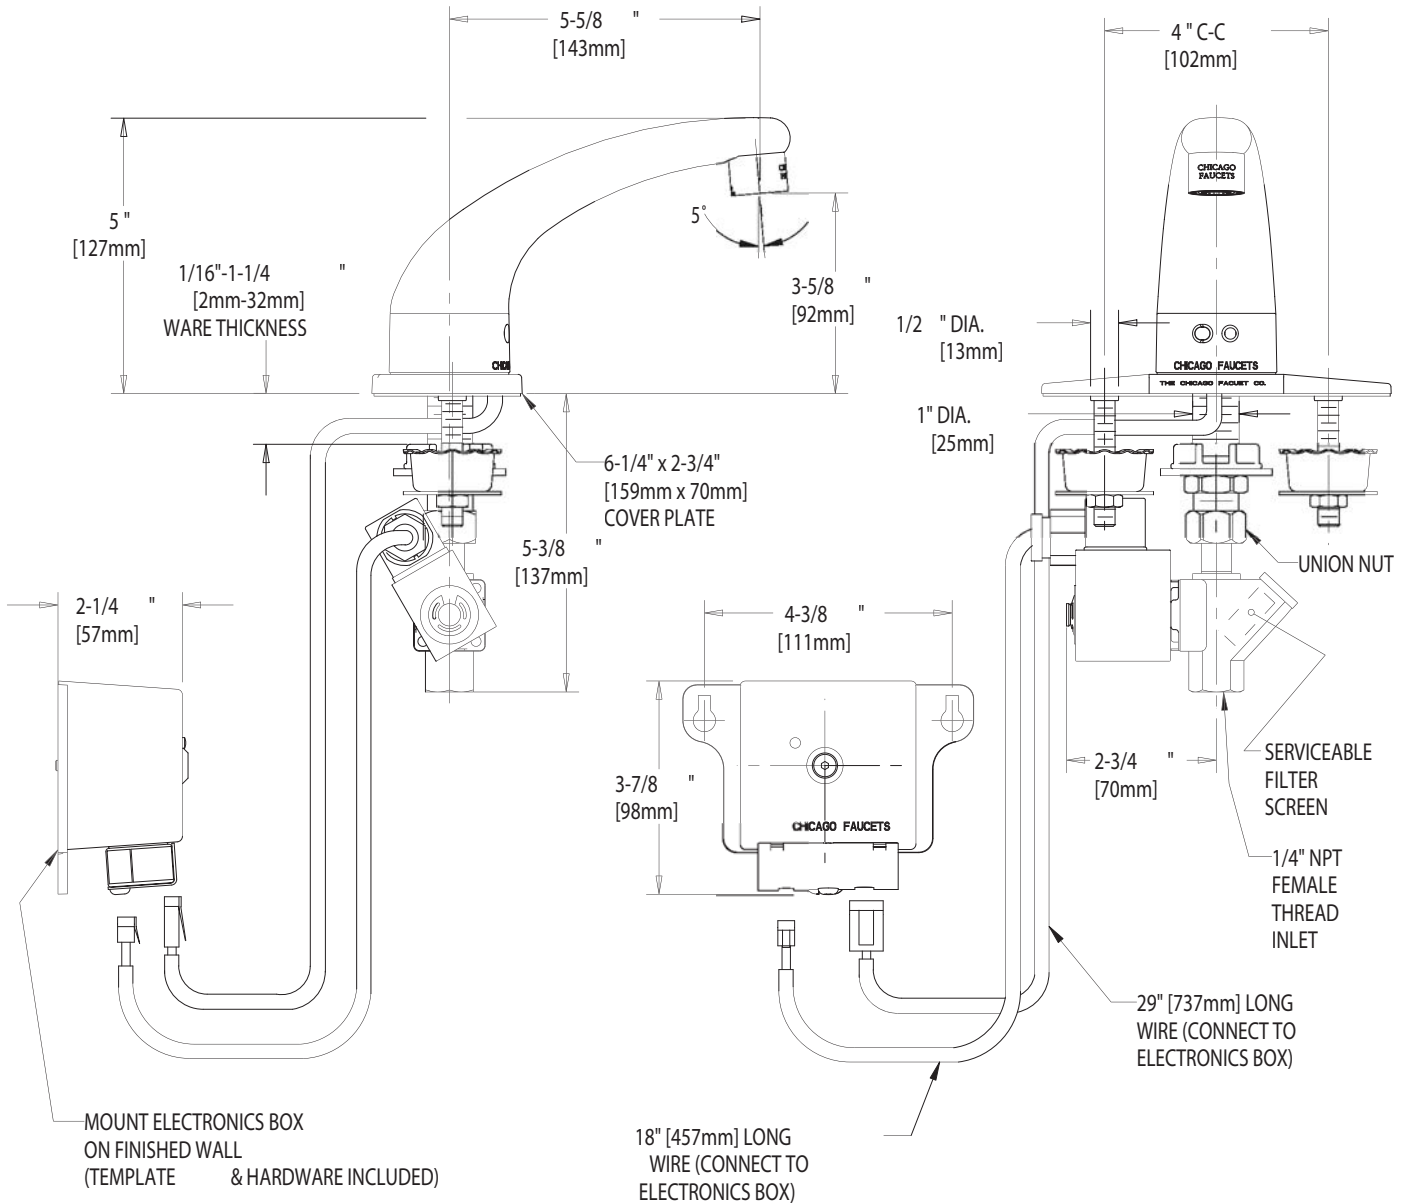 5-5/8 "
[143mm]
4 " C-C
[102mm]
CHICAGO
FAUCETS
5 "
[127mm]
5°
1/16"-1-1/4 "
[2mm-32mm]
WARE THICKNESS
3-5/8 "
[92mm]
1/2 " DIA.
[13mm]
CHICAGO FAUCETS
THE CHICAGO FAUCET CO.
1" DIA.
[25mm]
6-1/4" x 2-3/4"
[159mm x 70mm]
COVER PLATE
5-3/8 "
[137mm]
UNION NUT
2-1/4 "
[57mm]
4-3/8 "
[111mm]
3-7/8 "
[98mm]
CHICAGO FAUCETS
2-3/4 "
[70mm]
SERVICEABLE
FILTER
SCREEN
1/4" NPT
FEMALE
THREAD
INLET
29" [737mm] LONG
WIRE (CONNECT TO
ELECTRONICS BOX)
MOUNT ELECTRONICS BOX
ON FINISHED WALL
(TEMPLATE & HARDWARE INCLUDED)
18" [457mm] LONG
WIRE (CONNECT TO
ELECTRONICS BOX)